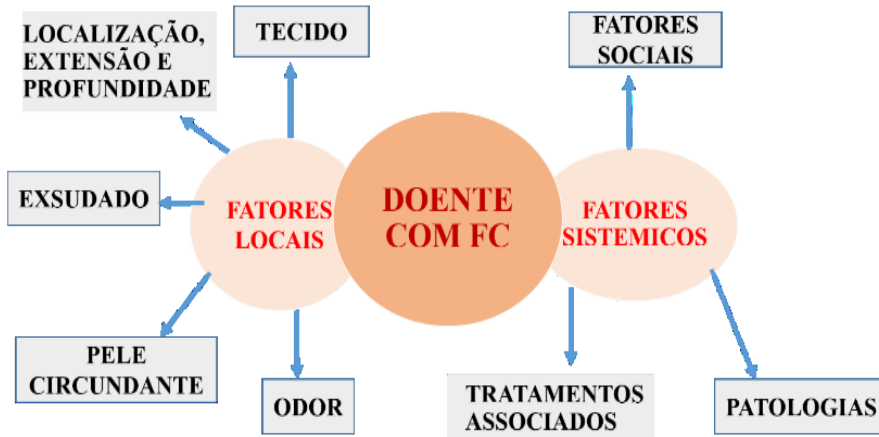 LOCALIZAÇÃO,
EXTENSÃO E
PROFUNDIDADE
TECIDO
FATORES
SOCIAIS
EXSUDADO
FATORES
LOCAIS
DOENTE
COM FC
FATORES
SISTEMICOS
PELE
CIRCUNDANTE
ODOR
TRATAMENTOS
ASSOCIADOS
PATOLOGIAS